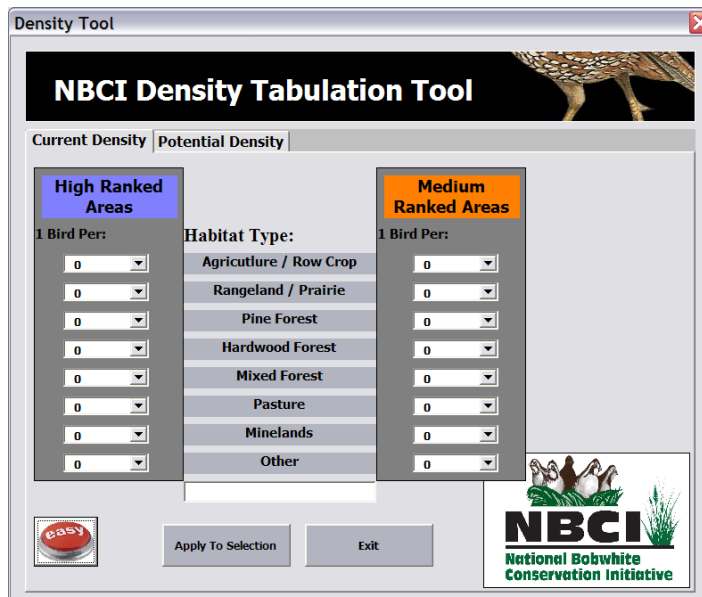 Density Tool
NBCI Density Tabulation Tool
Current Density
Potential Density
High Ranked
Areas
Medium
Ranked Areas
1 Bird Per:
Habitat Type:
1 Bird Per:
0
Agricutlure / Row Crop
0
0
Rangeland / Prairie
0
0
Pine Forest
0
0
Hardwood Forest
0
0
Mixed Forest
0
0
Pasture
0
0
Minelands
0
0
Other
0
easy
Apply To Selection
Exit
NBCI
National Bobwhite
Conservation Initiative